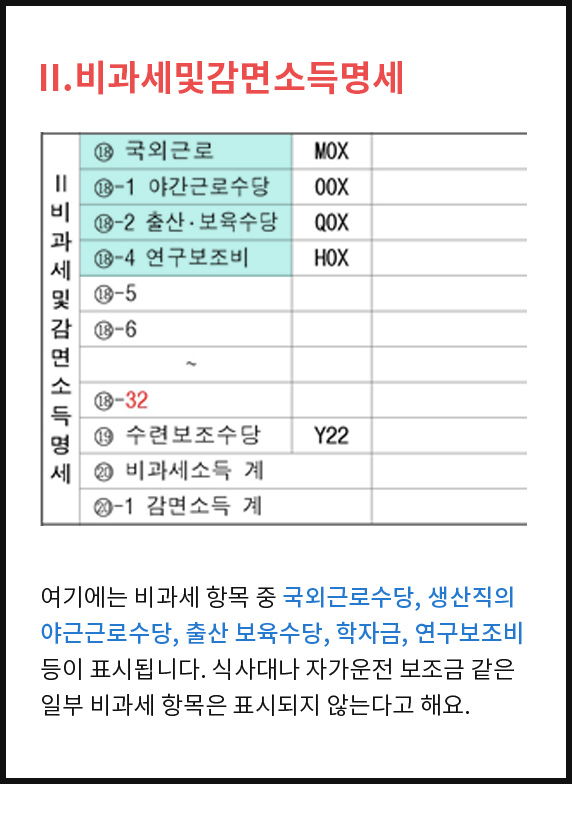 II.비과세및감면소득명세
II비과세및감면소득명세
⑱ 국외근로 M0X
⑱-1 야간근로수당 O0X
⑱-2 출산·보육수당 Q0X
⑱-4 연구보조비 H0X
⑱-5
⑱-6
~
⑱-32
⑲ 수련보조수당 Y22
⑳ 비과세소득 계
⑳-1 감면소득 계
여기에는 비과세 항목 중 국외근로수당, 생산직의
야근근로수당, 출산 보육수당, 학자금, 연구보조비
등이 표시됩니다. 식사대나 자가운전 보조금 같은
일부 비과세 항목은 표시되지 않는다고 해요.